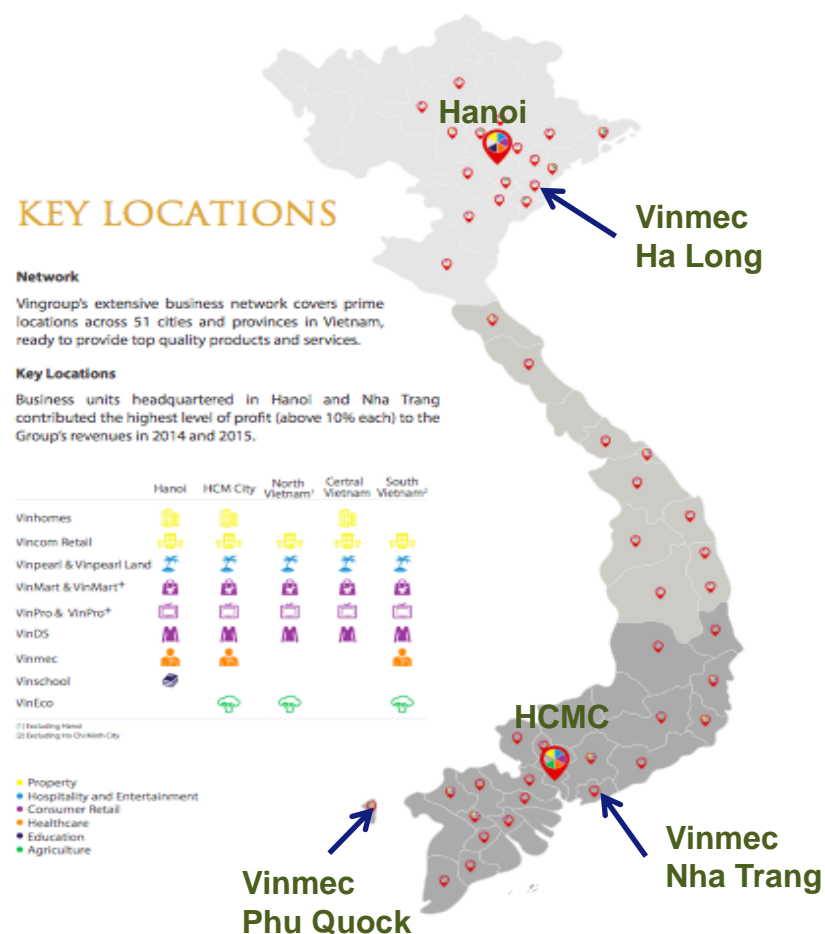 Hanoi
Vinmec
Ha Long
KEY LOCATIONS
Network
Vingroup's extensive business network covers prime
locations across 51 cities and provinces in Vietnam,
ready to provide top quality products and services.
Key Locations
Business units headquartered in Hanoi and Nha Trang
contributed the highest level of profit (above 10% each) to the
Group's revenues in 2014 and 2015.
Hanoi HCM City North Vietnam¹ Central Vietnam South Vietnam²
Vinhomes
Vincom Retail
Vinpearl & Vinpearl Land
VinMart & VinMart⁺
VinPro & VinPro⁺
VinDS
Vinmec
Vinschool
VinEco
(1) Excluding Hanoi
(2) Excluding Ho Chi Minh City
Property
Hospitality and Entertainment
Consumer Retail
Healthcare
Education
Agriculture
HCMC
Vinmec
Nha Trang
Vinmec
Phu Quock